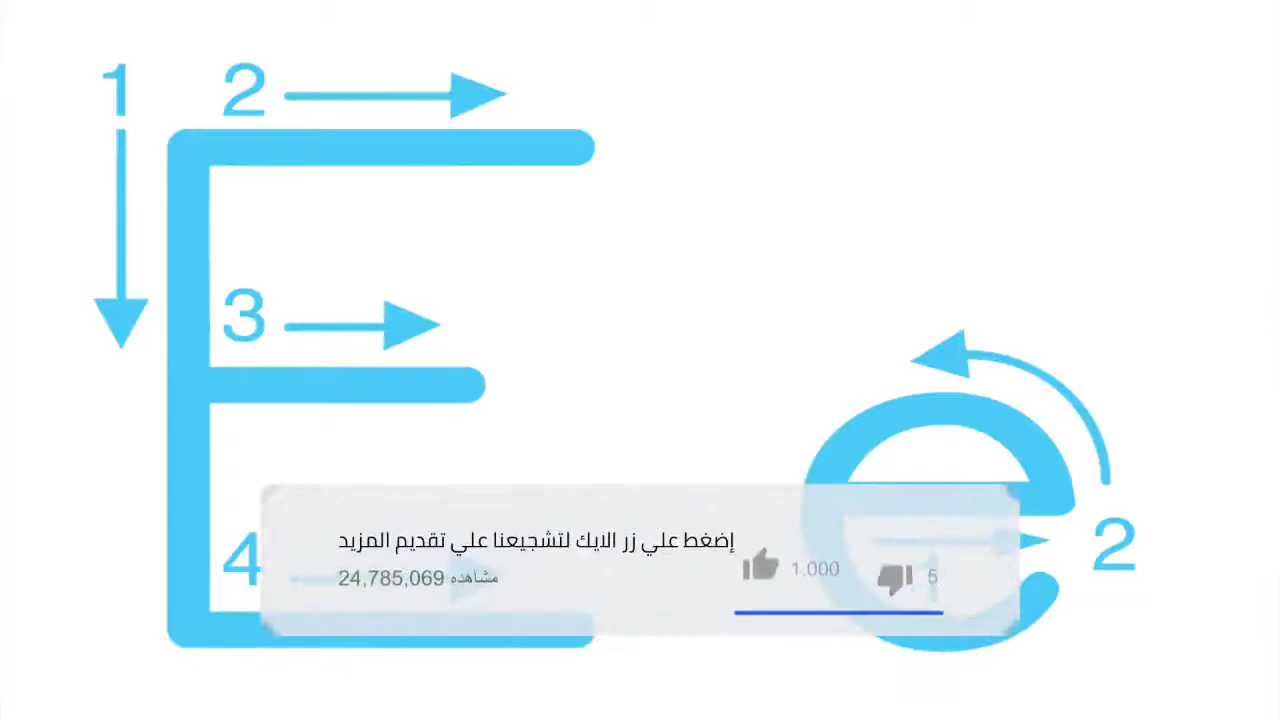 1 2
3
4
E e
2
إضغط علي زر الايك لتشجيعنا علي تقديم المزيد
24,785,069 مشاهده
1,000
5